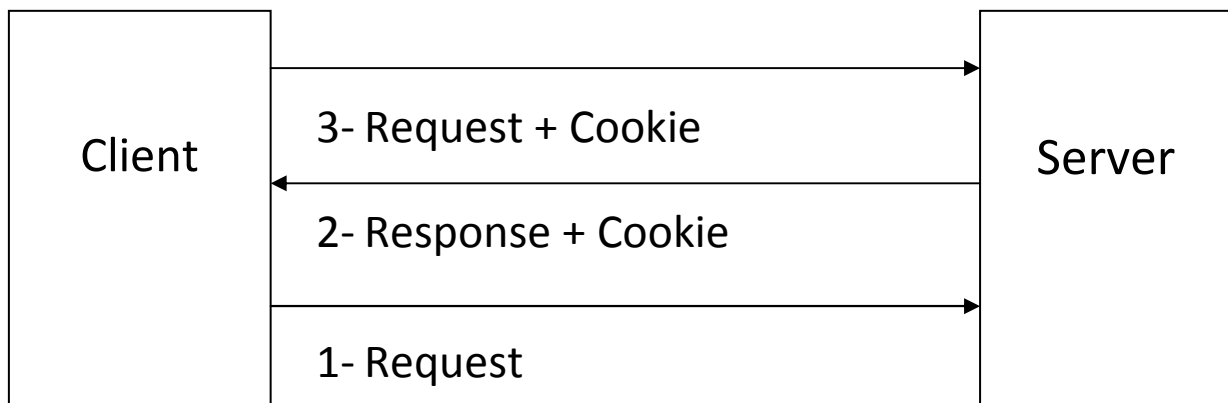 3- Request + Cookie
Client
Server
2- Response + Cookie
1- Request